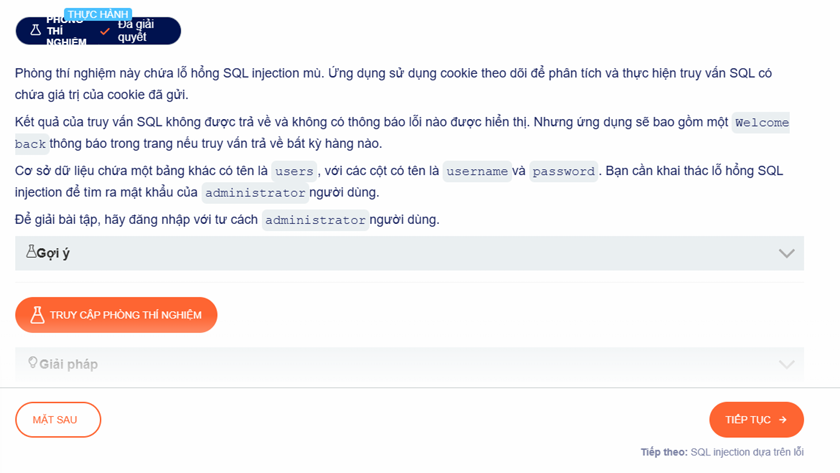 THỰC HÀNH
PHÒNG
THÍ
NGHIỆM
Đã giải
quyết
Phòng thí nghiệm này chứa lỗ hổng SQL injection mù. Ứng dụng sử dụng cookie theo dõi để phân tích và thực hiện truy vấn SQL có
chứa giá trị của cookie đã gửi.
Kết quả của truy vấn SQL không được trả về và không có thông báo lỗi nào được hiển thị. Nhưng ứng dụng sẽ bao gồm một Welcome
back thông báo trong trang nếu truy vấn trả về bất kỳ hàng nào.
Cơ sở dữ liệu chứa một bảng khác có tên là users , với các cột có tên là username và password . Bạn cần khai thác lỗ hổng SQL
injection để tìm ra mật khẩu của administrator người dùng.
Để giải bài tập, hãy đăng nhập với tư cách administrator người dùng.
Gợi ý
TRUY CẬP PHÒNG THÍ NGHIỆM
Giải pháp
MẶT SAU
TIẾP TỤC
Tiếp theo: SQL injection dựa trên lỗi